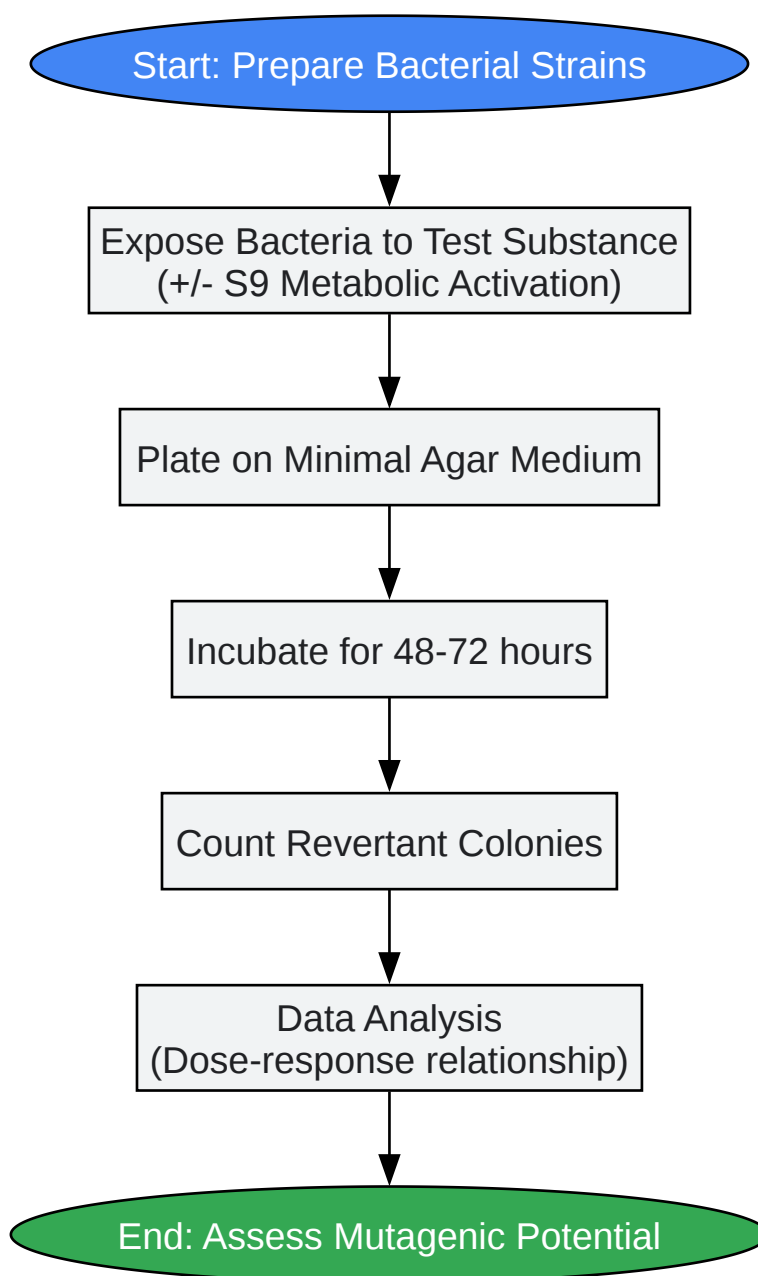 Start: Prepare Bacterial Strains
Expose Bacteria to Test Substance
(+/- S9 Metabolic Activation)
Plate on Minimal Agar Medium
Incubate for 48-72 hours
Count Revertant Colonies
Data Analysis
(Dose-response relationship)
End: Assess Mutagenic Potential